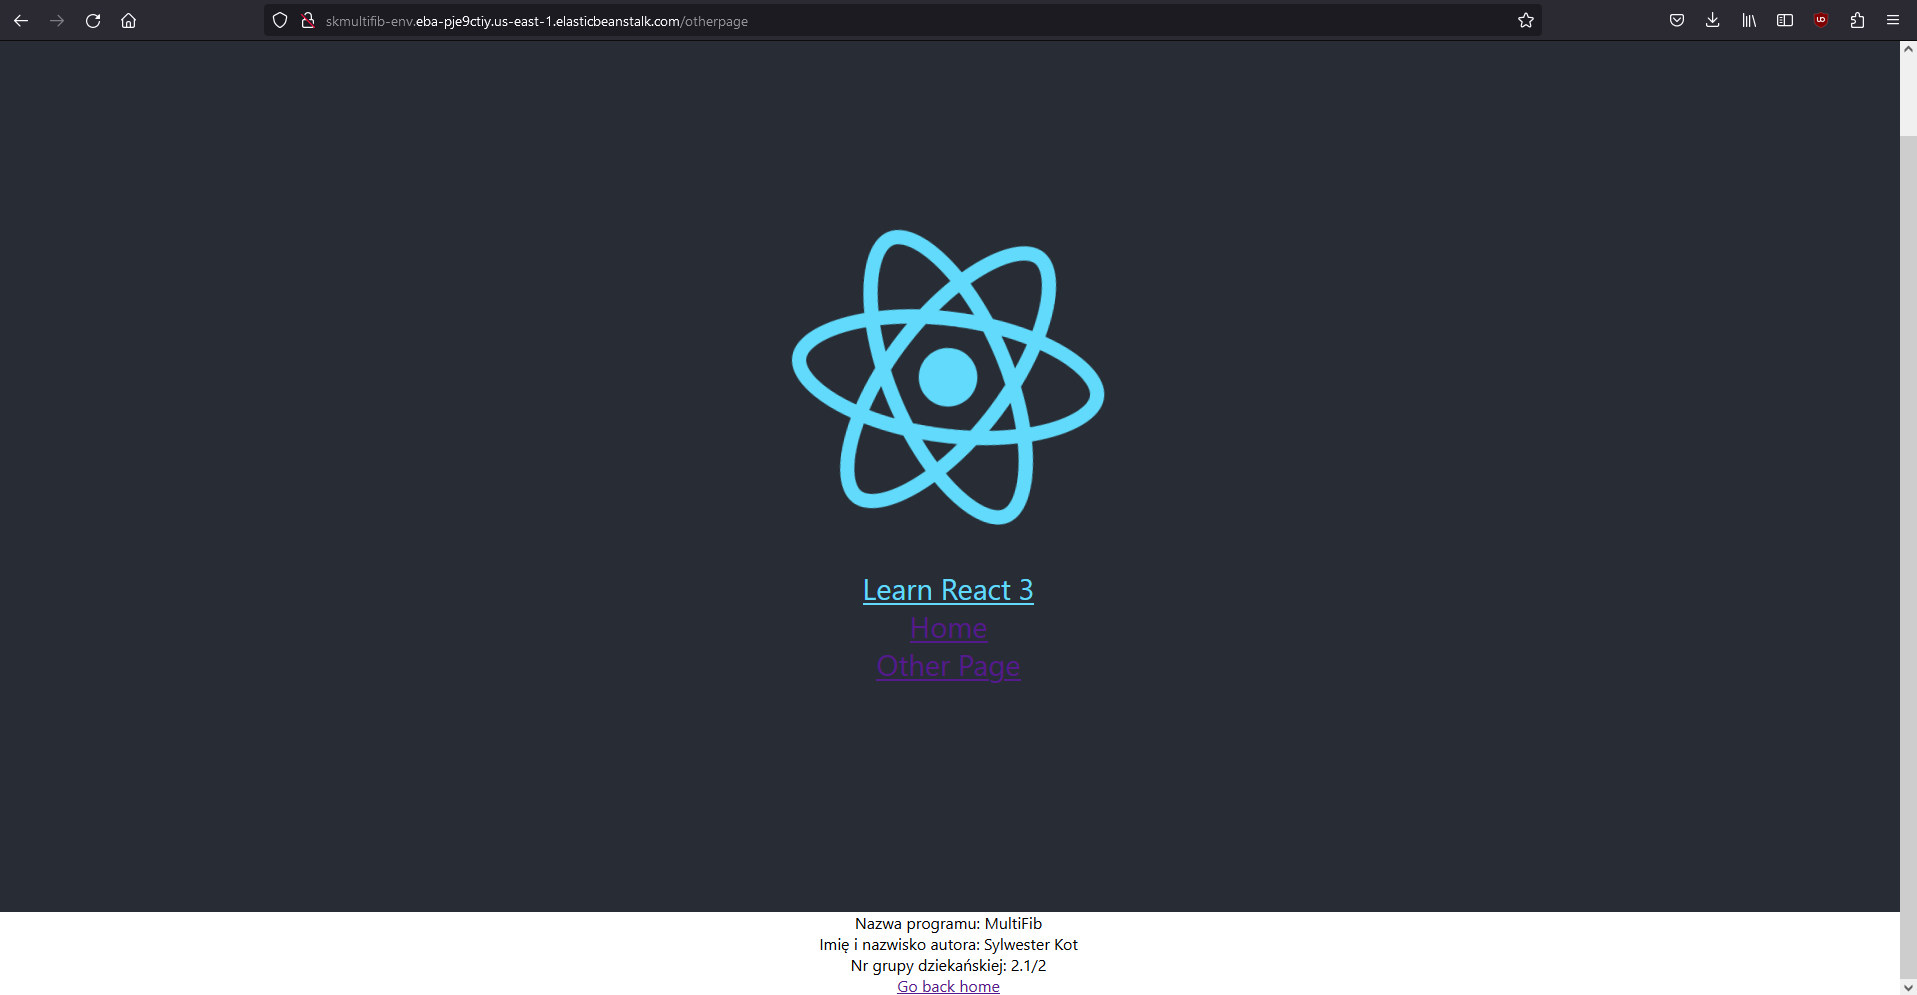 skmultifib-env.eba-pje9ctiy.us-east-1.elasticbeanstalk.com/otherpage
Learn React 3
Home
Other Page
Nazwa programu: MultiFib
Imię i nazwisko autora: Sylwester Kot
Nr grupy dziekańskiej: 2.1/2
Go back home